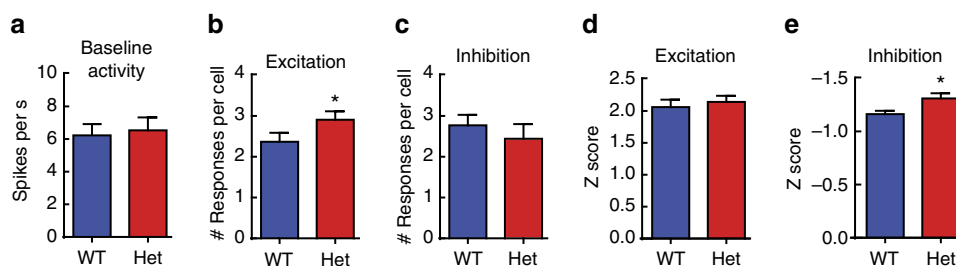 a
Baseline
activity
Spikes per s
10
8
6
4
2
0
WT Het
b
Excitation
# Responses per cell
4
3
2
1
0
*
WT Het
c
Inhibition
# Responses per cell
4
3
2
1
0
WT Het
d
Excitation
Z score
2.5
2.0
1.5
1.0
0.5
0.0
WT Het
e
Inhibition
Z score
–1.5
–1.0
–0.5
0.0
*
WT Het